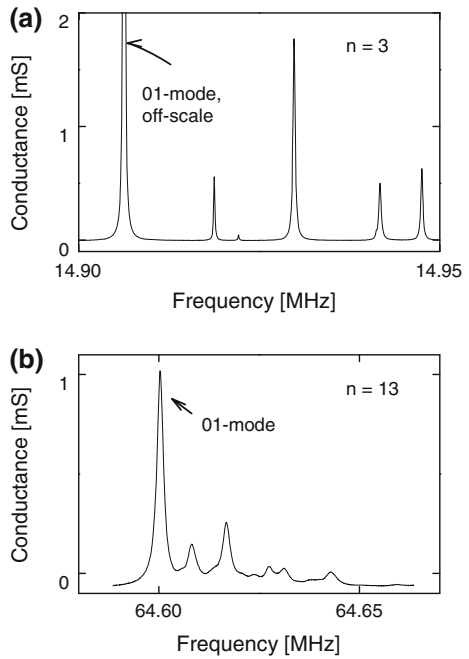 (a)
2
n = 3
01-mode,
off-scale
1
0
Conductance [mS]
14.90
14.95
Frequency [MHz]
(b)
1
n = 13
01-mode
0
Conductance [mS]
64.60
64.65
Frequency [MHz]